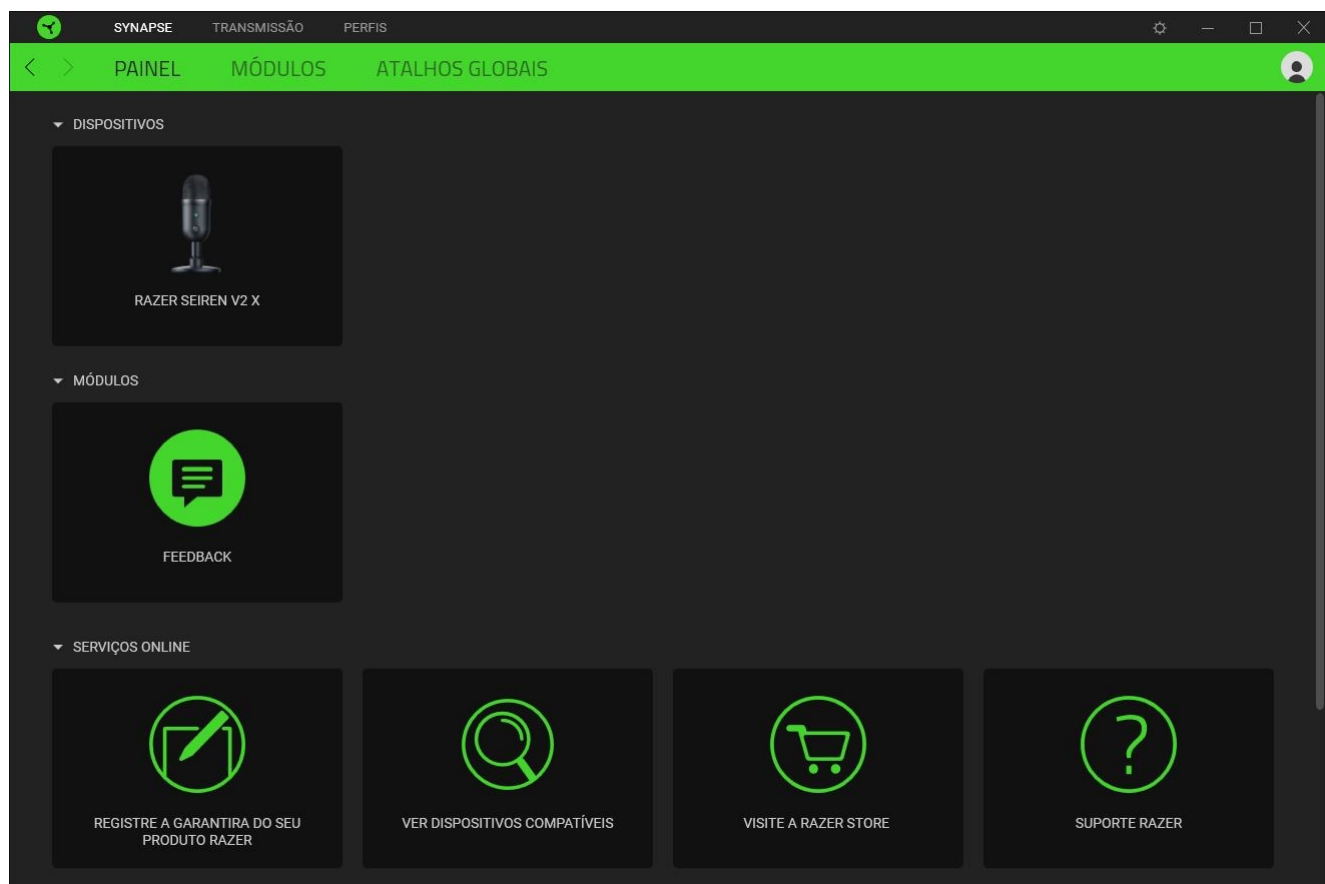 SYNAPSE TRANSMISSÃO PERFIS
PAINEL MÓDULOS ATALHOS GLOBAIS
DISPOSITIVOS
RAZER SEIREN V2 X
MÓDULOS
FEEDBACK
SERVIÇOS ONLINE
REGISTRE A GARANTIRA DO SEU
PRODUTO RAZER
VER DISPOSITIVOS COMPATÍVEIS
VISITE A RAZER STORE
SUPORTE RAZER